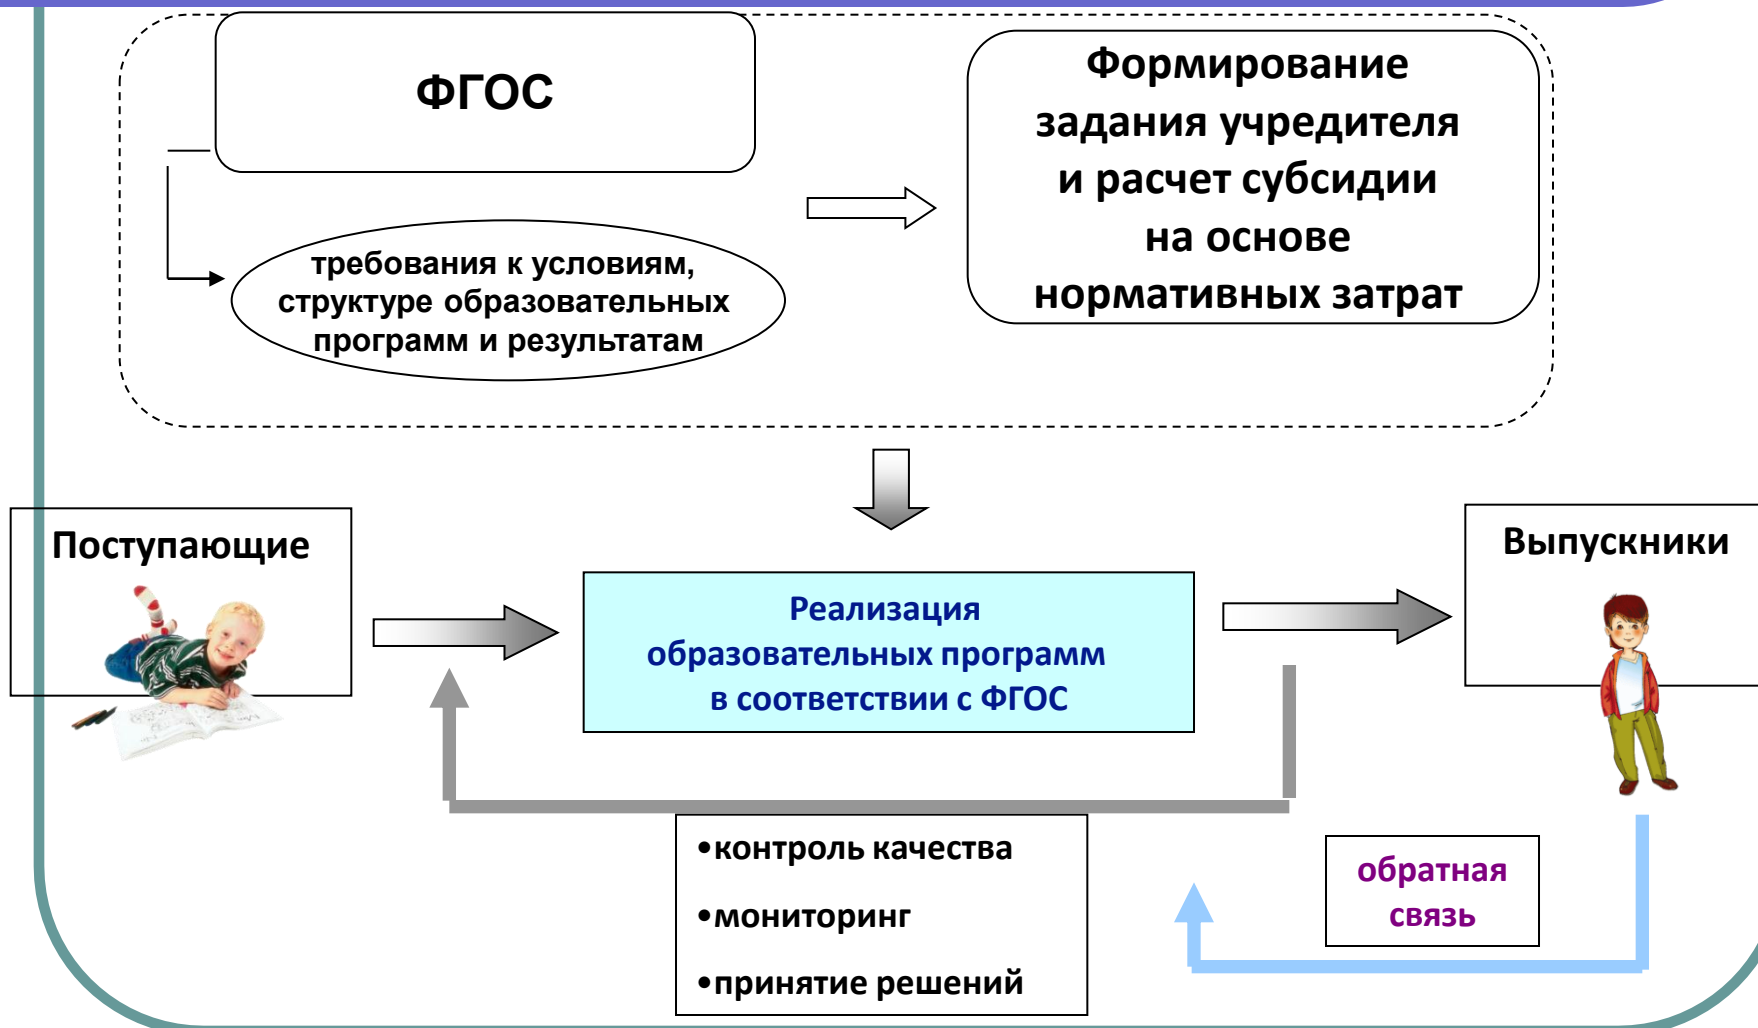 ФГОС
требования к условиям,
структуре образовательных
программ и результатам
Формирование
задания учредителя
и расчет субсидии
на основе
нормативных затрат
Поступающие
Реализация
образовательных программ
в соответствии с ФГОС
Выпускники
•контроль качества
•мониторинг
•принятие решений
обратная
связь